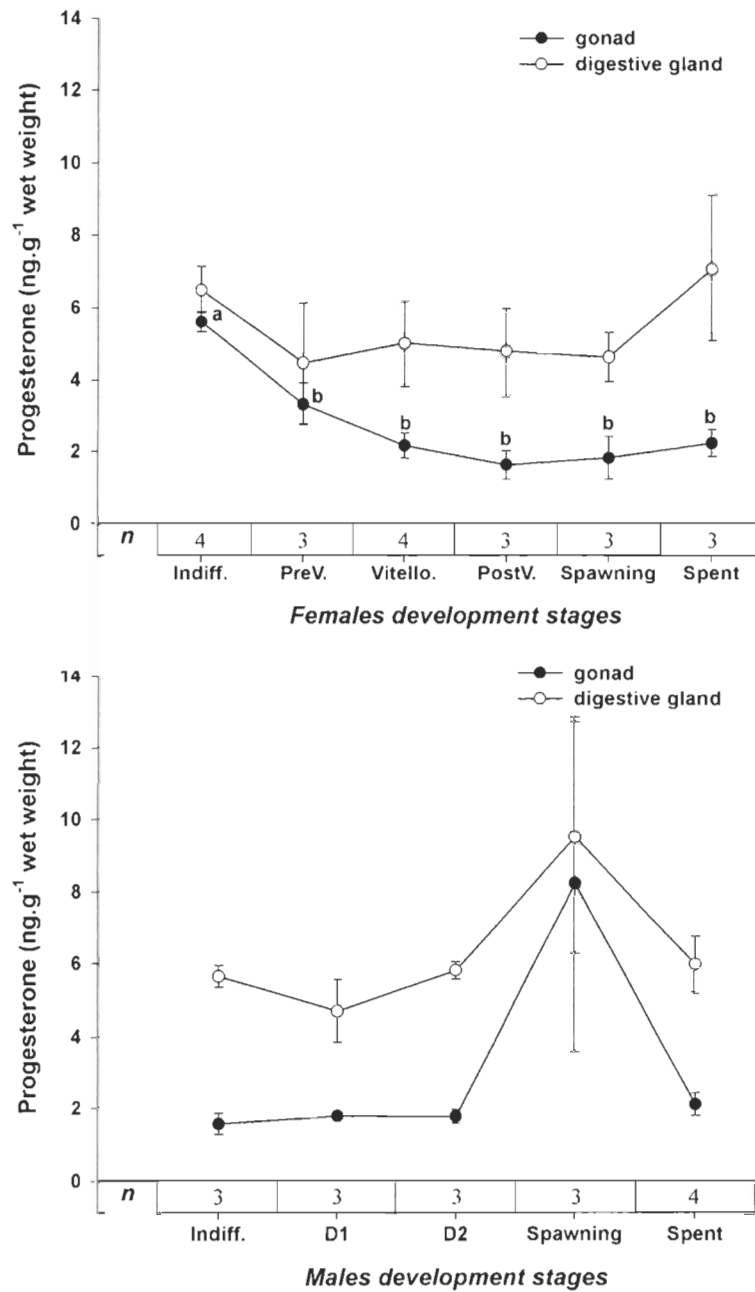 14
12
10
8
6
4
2
0
Progesterone (ng.g⁻¹ wet weight)
gonad
digestive gland
a
b
b
b
b
b
n 4 3 4 3 3 3
Indiff. PreV. Vitello. PostV. Spawning Spent
Females development stages
14
12
10
8
6
4
2
0
Progesterone (ng.g⁻¹ wet weight)
gonad
digestive gland
n 3 3 3 3 4
Indiff. D1 D2 Spawning Spent
Males development stages